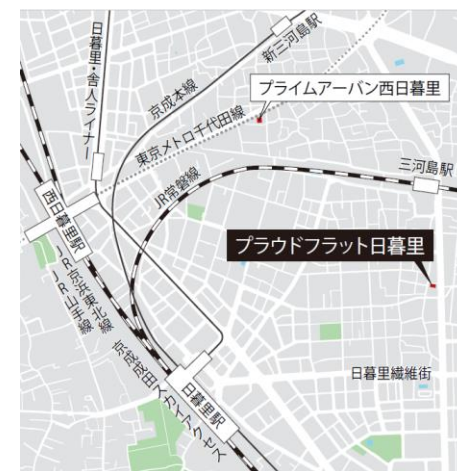 日暮里・舎人ライナー
新三河島駅
京成本線
プライムアーバン西日暮里
東京メトロ千代田線
三河島駅
JR常磐線
西日暮里駅
プラウドフラット日暮里
JR京浜東北線
JR山手線
京成成田スカイアクセス
日暮里駅
日暮里繊維街